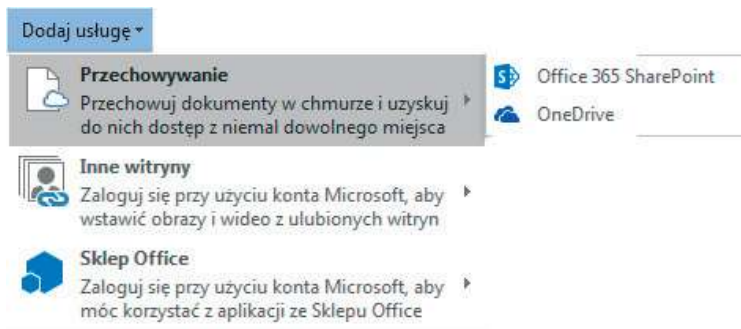 Dodaj usługę
Przechowywanie
Przechowuj dokumenty w chmurze i uzyskuj
do nich dostęp z niemal dowolnego miejsca
Office 365 SharePoint
OneDrive
Inne witryny
Zaloguj się przy użyciu konta Microsoft, aby
wstawić obrazy i wideo z ulubionych witryn
Sklep Office
Zaloguj się przy użyciu konta Microsoft, aby
móc korzystać z aplikacji ze Sklepu Office